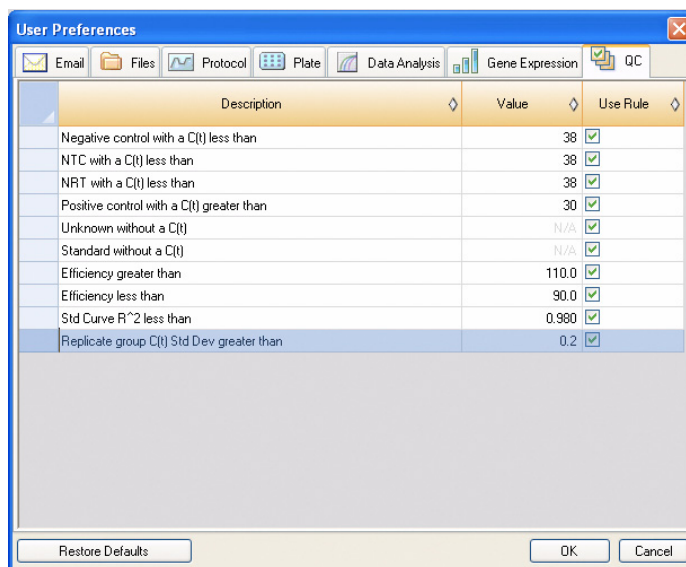 User Preferences
Email Files Protocol Plate Data Analysis Gene Expression QC
Description Value Use Rule
Negative control with a C(t) less than 38
NTC with a C(t) less than 38
NRT with a C(t) less than 38
Positive control with a C(t) greater than 30
Unknown without a C(t) N/A
Standard without a C(t) N/A
Efficiency greater than 110.0
Efficiency less than 90.0
Std Curve R^2 less than 0.980
Replicate group C(t) Std Dev greater than 0.2
Restore Defaults OK Cancel